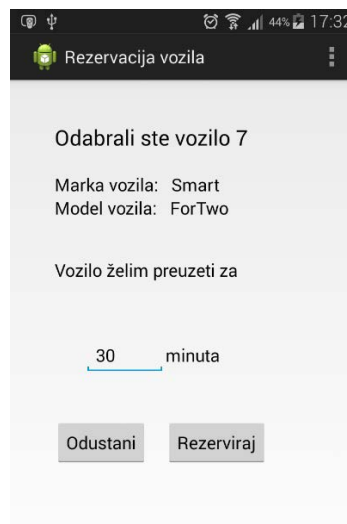 44% 17:32
Rezervacija vozila
Odabrali ste vozilo 7
Marka vozila: Smart
Model vozila: ForTwo
Vozilo želim preuzeti za
30 minuta
Odustani Rezerviraj